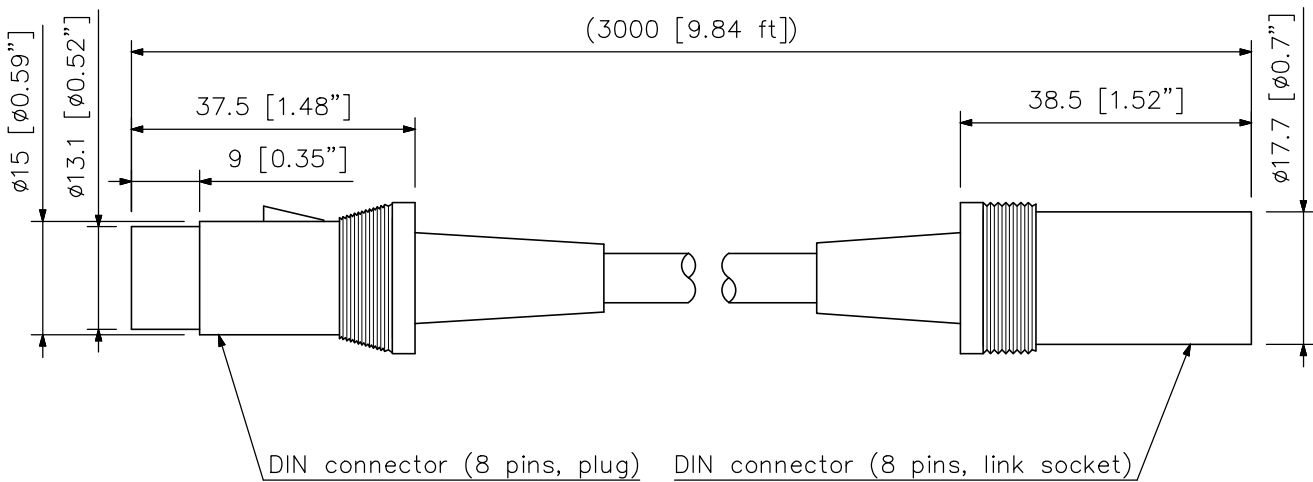 (3000 [9.84 ft])
ø15 [ø0.59”]
ø13.1 [ø0.52”]
37.5 [1.48”]
9 [0.35”]
38.5 [1.52”]
ø17.7 [ø0.7”]
DIN connector (8 pins, plug)
DIN connector (8 pins, link socket)